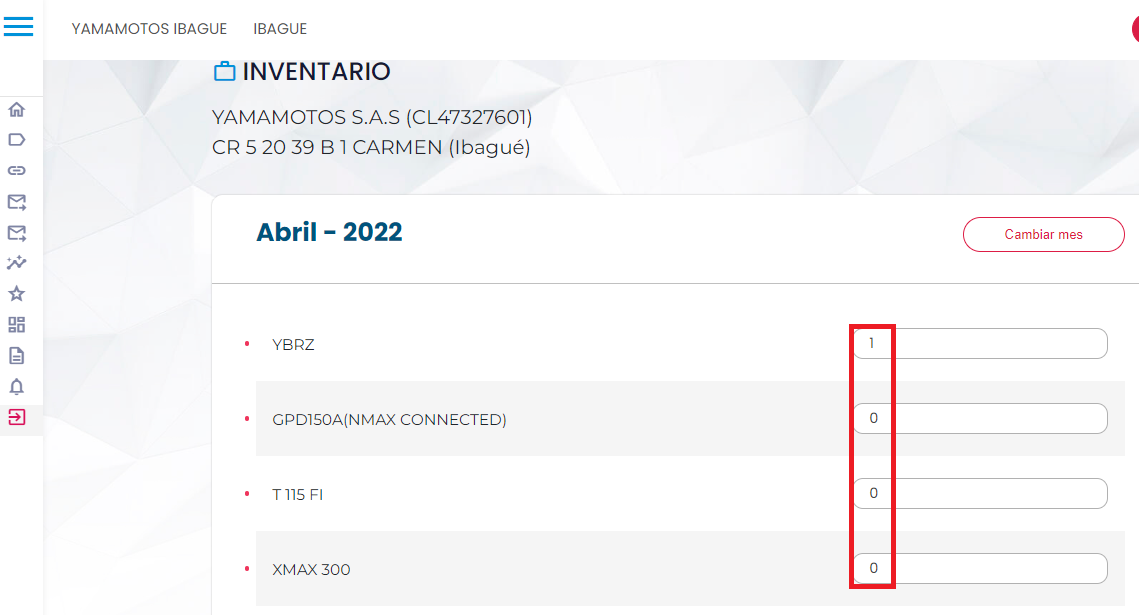 YAMAMOTOS IBAGUE IBAGUE
INVENTARIO
YAMAMOTOS S.A.S (CL47327601)
CR 5 20 39 B 1 CARMEN (Ibagué)
Abril - 2022
Cambiar mes
YBRZ 1
GPD150A(NMAX CONNECTED) 0
T 115 FI 0
XMAX 300 0